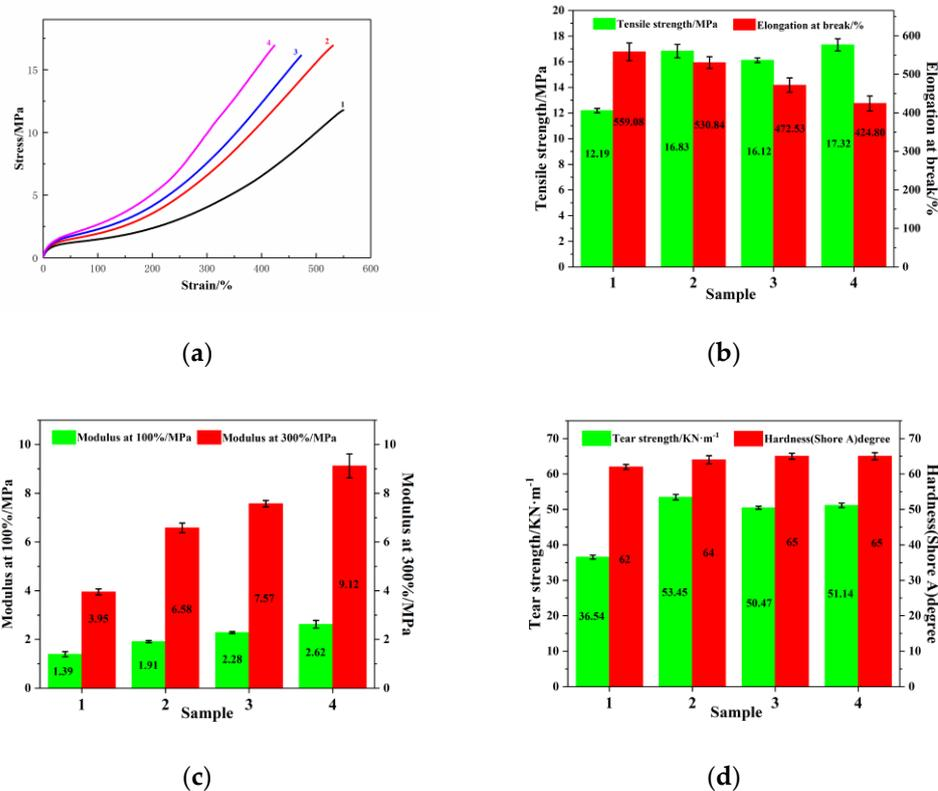 4
3
2
1
15
10
5
0
Stress/MPa
0 100 200 300 400 500 600
Strain/%
(a)
Tensile strength/MPa Elongation at break/%
20
18
16
14
12
10
8
6
4
2
0
600
500
400
300
200
100
0
Tensile strength/MPa
Elongation at break/%
12.19 559.08 16.83 530.84 16.12 472.53 17.32 424.80
1 2 3 4
Sample
(b)
Modulus at 100%/MPa Modulus at 300%/MPa
10
8
6
4
2
0
10
8
6
4
2
0
Modulus at 100%/MPa
Modulus at 300%/MPa
1.39 3.95 1.91 6.58 2.28 7.57 2.62 9.12
1 2 3 4
Sample
(c)
Tear strength/KN·m⁻¹ Hardness(Shore A)degree
70
60
50
40
30
20
10
0
70
60
50
40
30
20
10
0
Tear strength/KN·m⁻¹
Hardness(Shore A)degree
36.54 62 53.45 64 50.47 65 51.14 65
1 2 3 4
Sample
(d)